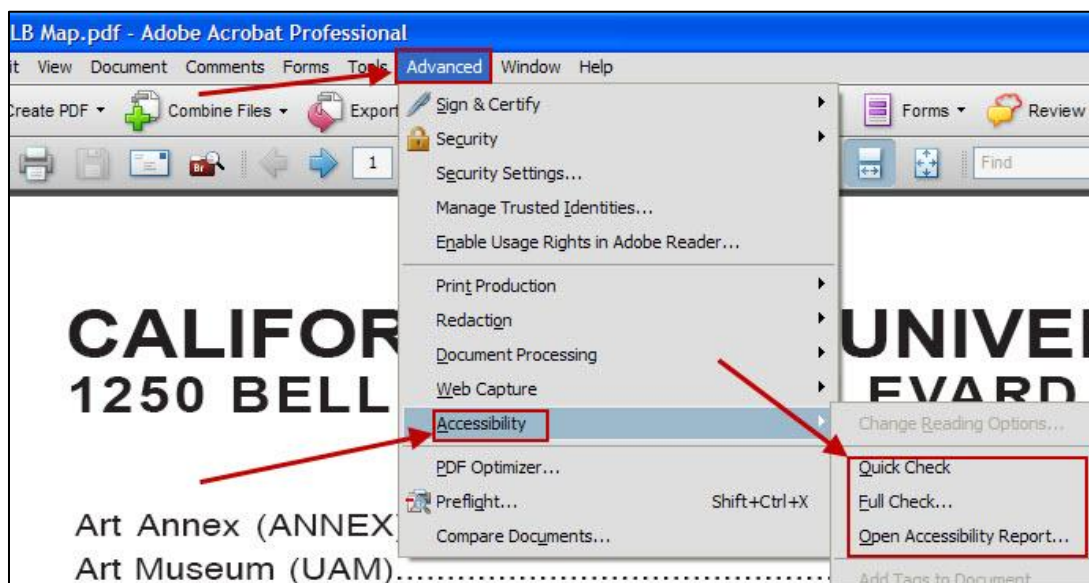 LB Map.pdf - Adobe Acrobat Professional
it View Document Comments Forms Tools Advanced Window Help
Create PDF Combine Files Export Forms Review
1 Find
Sign & Certify
Security
Security Settings...
Manage Trusted Identities...
Enable Usage Rights in Adobe Reader...
Print Production
Redaction
Document Processing
Web Capture
Accessibility
PDF Optimizer...
Preflight... Shift+Ctrl+X
Compare Documents...
Change Reading Options...
Quick Check
Full Check...
Open Accessibility Report...
Add Tags to Document
CALIFOR UNIVE
1250 BELL EVARD
Art Annex (ANNEX)
Art Museum (UAM)